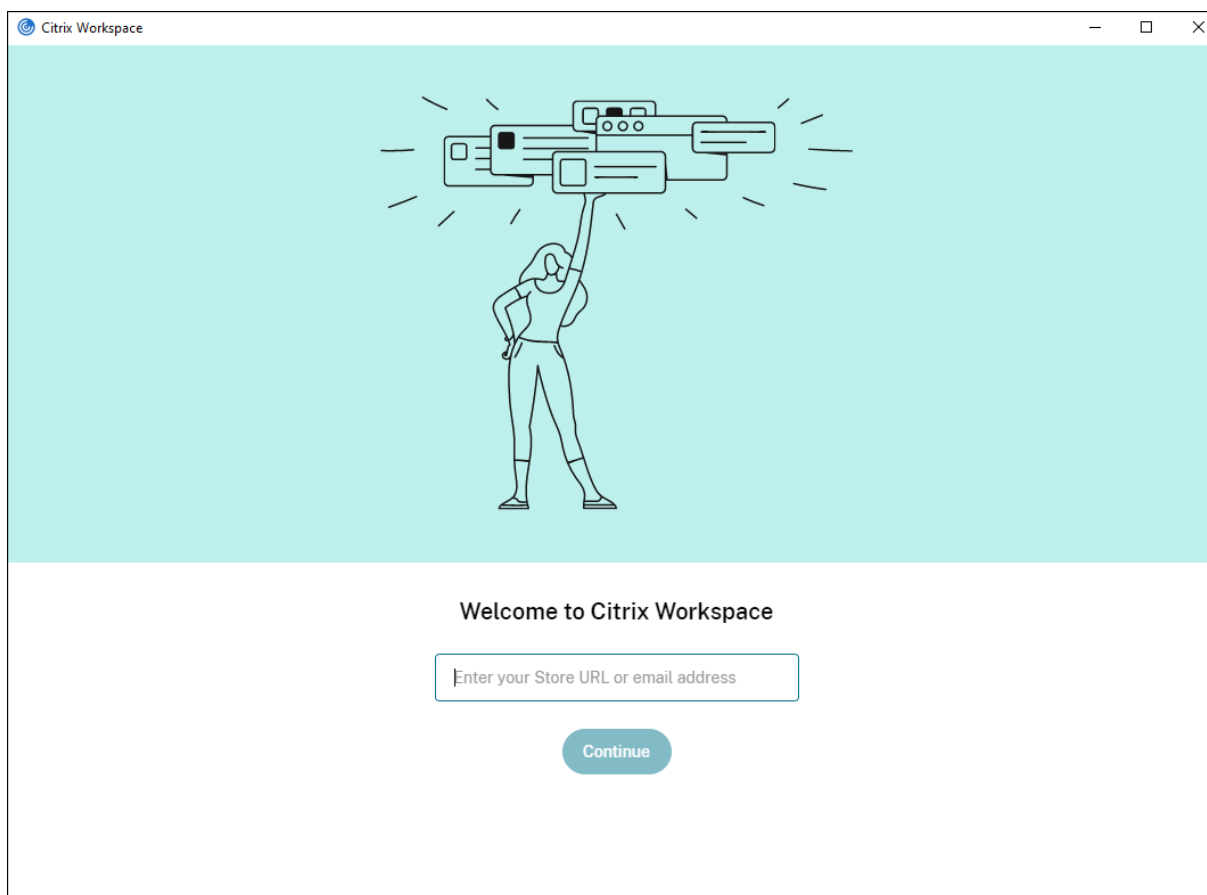 Citrix Workspace
Welcome to Citrix Workspace
Enter your Store URL or email address
Continue